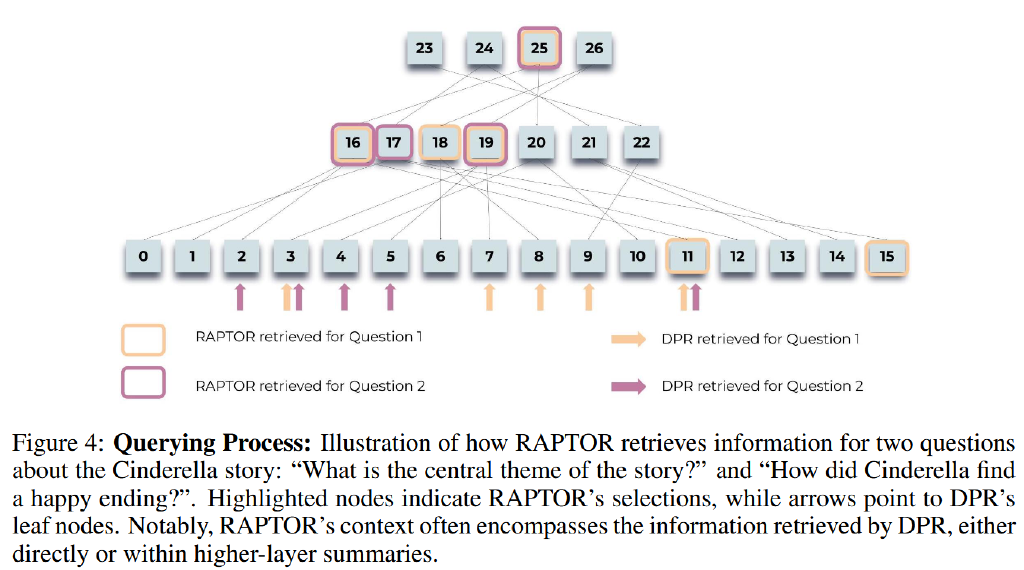 23 24 25 26
16 17 18 19 20 21 22
0 1 2 3 4 5 6 7 8 9 10 11 12 13 14 15
RAPTOR retrieved for Question 1
DPR retrieved for Question 1
RAPTOR retrieved for Question 2
DPR retrieved for Question 2
Figure 4: Querying Process: Illustration of how RAPTOR retrieves information for two questions
about the Cinderella story: “What is the central theme of the story?” and “How did Cinderella find
a happy ending?”. Highlighted nodes indicate RAPTOR’s selections, while arrows point to DPR’s
leaf nodes. Notably, RAPTOR’s context often encompasses the information retrieved by DPR, either
directly or within higher-layer summaries.